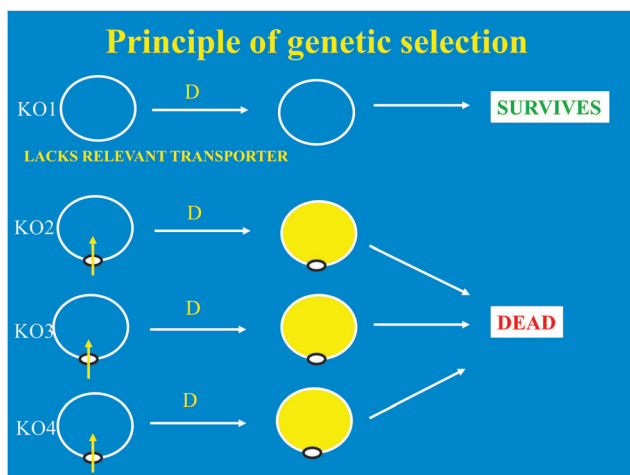 Principle of genetic selection
KO1
D
SURVIVES
LACKS RELEVANT TRANSPORTER
KO2
D
KO3
D
DEAD
KO4
D